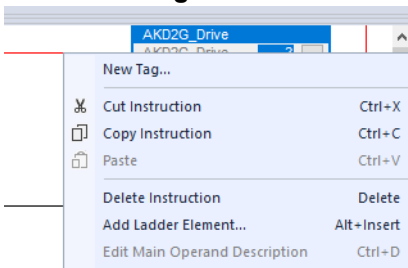 AKD2G_Drive
AKD2G_Drive ?
New Tag...
Cut Instruction Ctrl+X
Copy Instruction Ctrl+C
Paste Ctrl+V
Delete Instruction Delete
Add Ladder Element... Alt+Insert
Edit Main Operand Description Ctrl+D